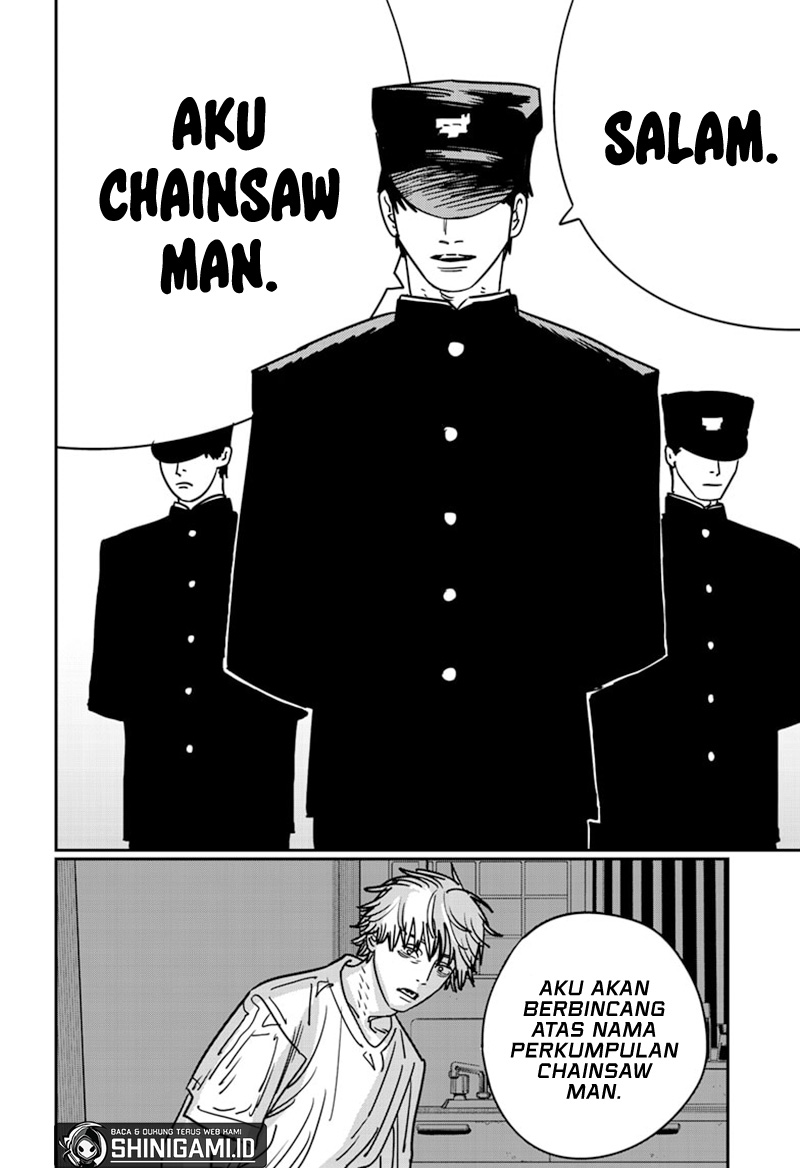 SALAM.
AKU
CHAINSAW
MAN.
AKU AKAN
BERBINCANG
ATAS NAMA
PERKUMPULAN
CHAINSAW
MAN.
BACA & DUKUNG TERUS WEB KAMI
SHINIGAMI.ID